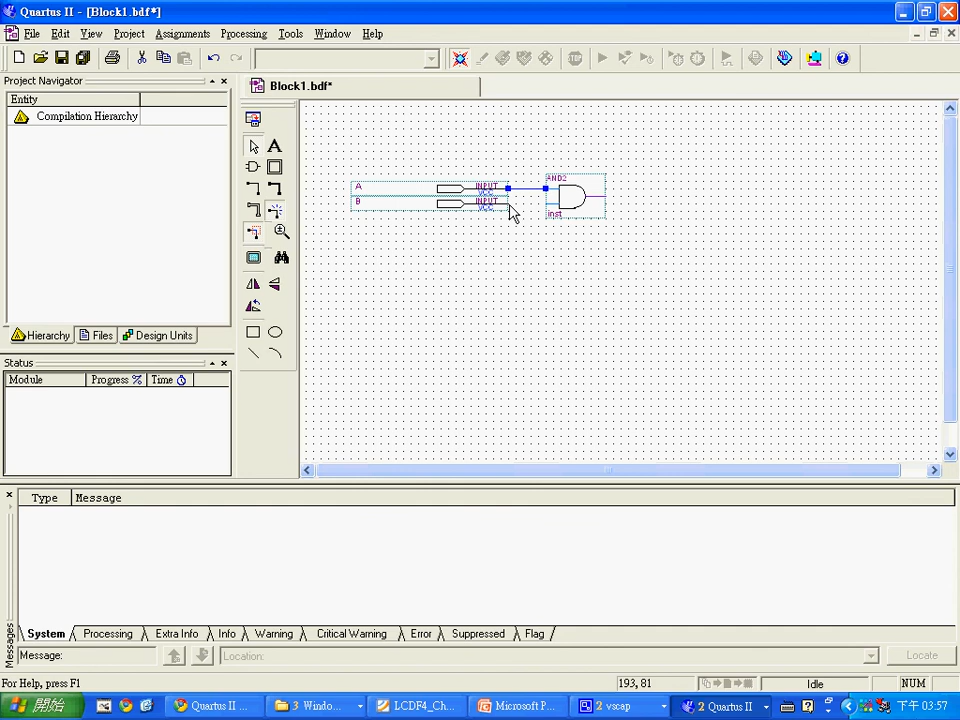 Quartus II - [Block1.bdf*]
File Edit View Project Assignments Processing Tools Window Help
Project Navigator
Block1.bdf*
Entity
Compilation Hierarchy
A INPUT VCC
B INPUT VCC
AND2
inst
Hierarchy Files Design Units
Status
Module Progress % Time
Type Message
System Processing Extra Info Info Warning Critical Warning Error Suppressed Flag
Messages
Message: Location: Locate
For Help, press F1 193, 81 Idle NUM
開始 Quartus II ... 3 Windo... LCDF4_Ch... Microsoft P... 2 vscap 2 Quartus II 下午 03:57